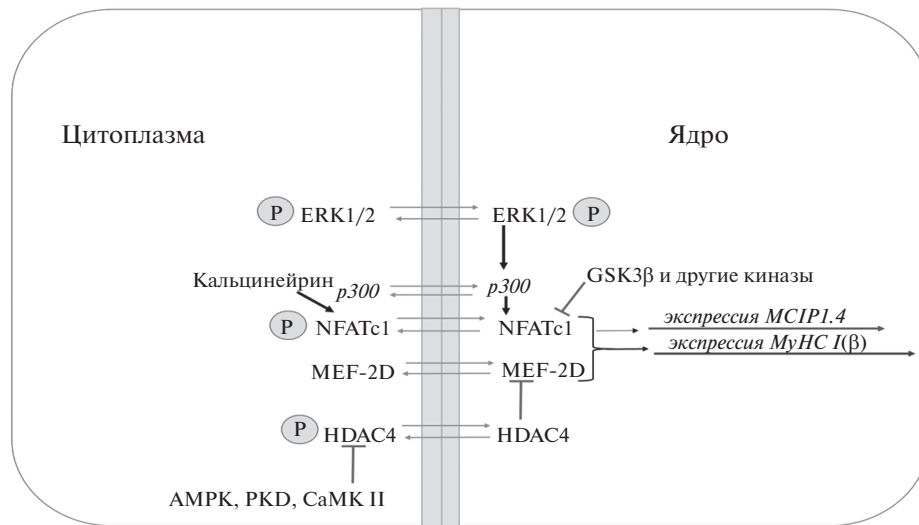 Цитоплазма
Ядро
P ERK1/2
ERK1/2 P
Кальцинейрин
p300
p300
GSK3β и другие киназы
P NFATc1
NFATc1
экспрессия MCIP1.4
экспрессия MyHC I(β)
MEF-2D
MEF-2D
P HDAC4
HDAC4
AMPK, PKD, CaMK II